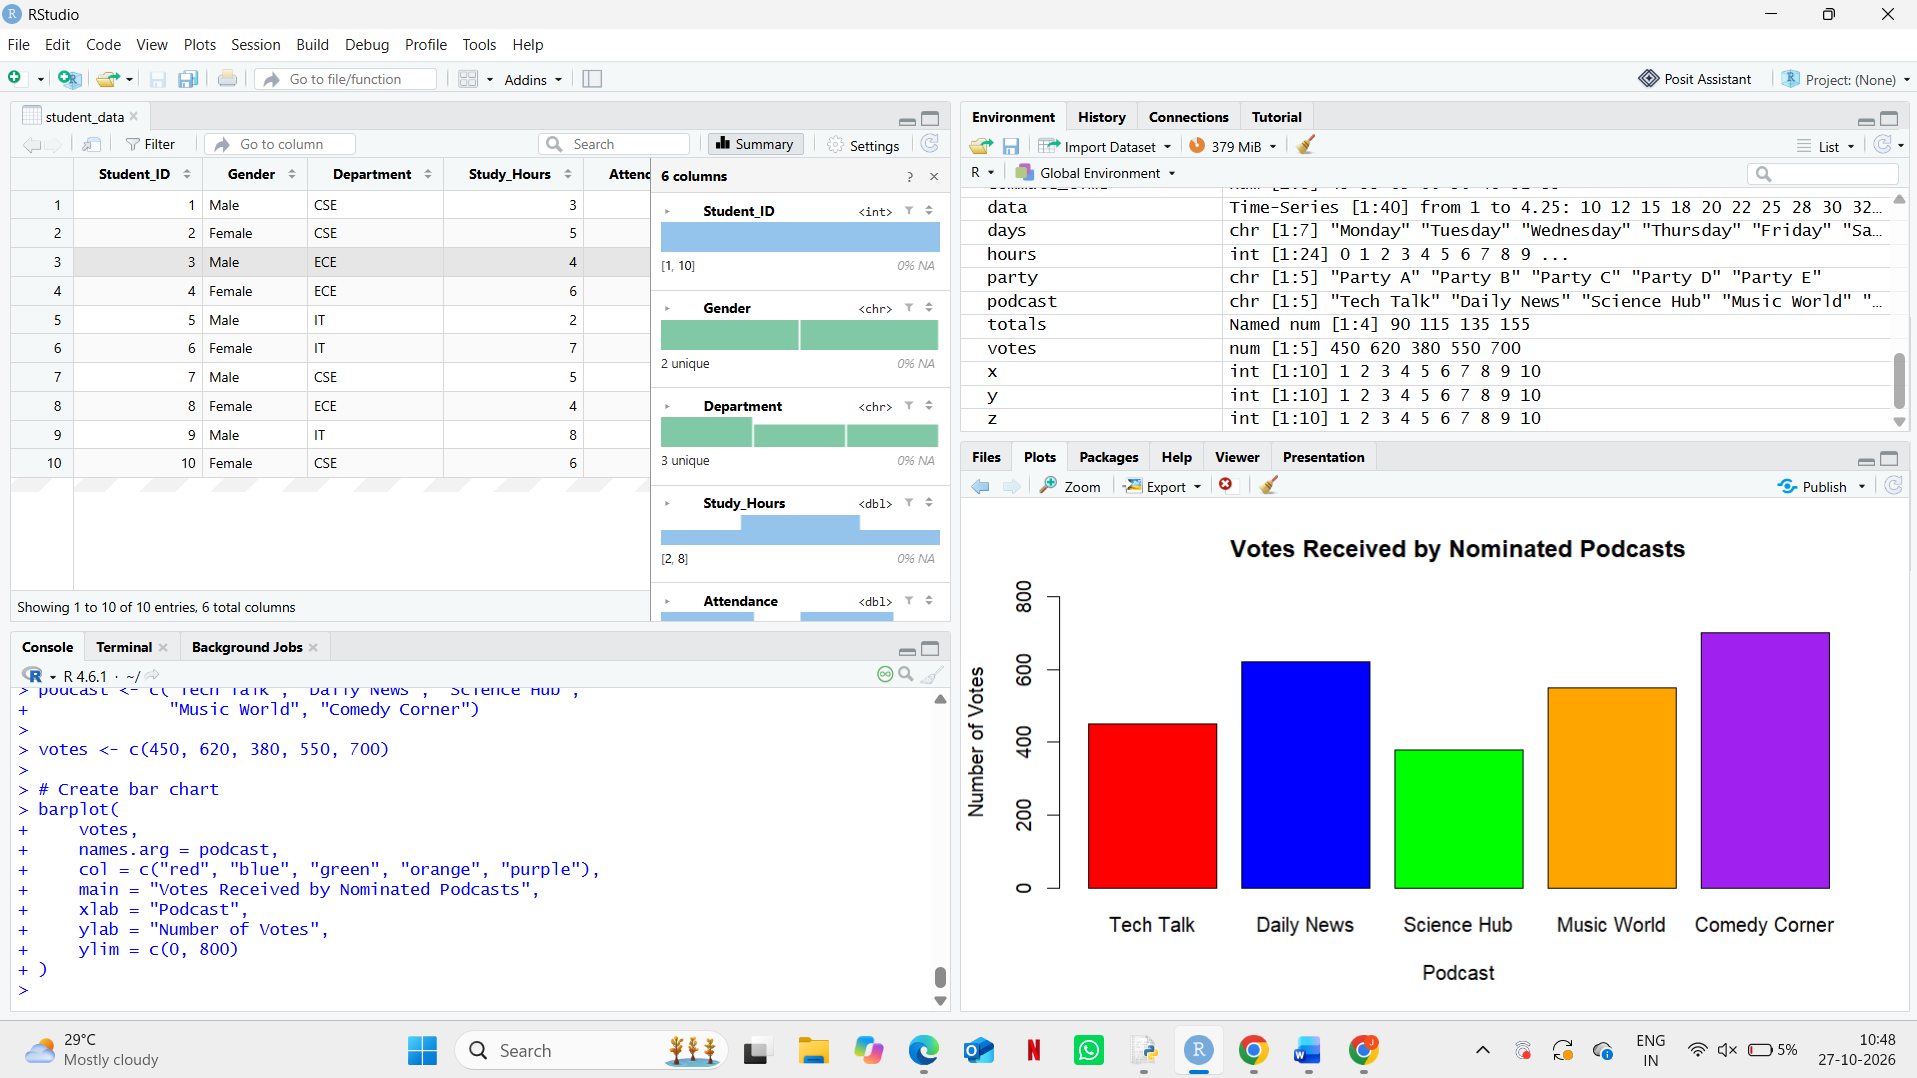 RStudio
File Edit Code View Plots Session Build Debug Profile Tools Help
Go to file/function Addins Posit Assistant Project: (None)
student_data
Filter Go to column Search Summary Settings
Student_ID Gender Department Study_Hours Attend
1 1 Male CSE 3
2 2 Female CSE 5
3 3 Male ECE 4
4 4 Female ECE 6
5 5 Male IT 2
6 6 Female IT 7
7 7 Male CSE 5
8 8 Female ECE 4
9 9 Male IT 8
10 10 Female CSE 6
Showing 1 to 10 of 10 entries, 6 total columns
6 columns ?
Student_ID <int>
[1, 10] 0% NA
Gender <chr>
2 unique 0% NA
Department <chr>
3 unique 0% NA
Study_Hours <dbl>
[2, 8] 0% NA
Attendance <dbl>
Console Terminal Background Jobs
R R 4.6.1 · ~/
> podcast <- c("Tech Talk", "Daily News", "Science Hub",
+ "Music World", "Comedy Corner")
>
> votes <- c(450, 620, 380, 550, 700)
>
> # Create bar chart
> barplot(
+ votes,
+ names.arg = podcast,
+ col = c("red", "blue", "green", "orange", "purple"),
+ main = "Votes Received by Nominated Podcasts",
+ xlab = "Podcast",
+ ylab = "Number of Votes",
+ ylim = c(0, 800)
+ )
>
Environment History Connections Tutorial
Import Dataset 379 MiB List
R Global Environment
data Time-Series [1:40] from 1 to 4.25: 10 12 15 18 20 22 25 28 30 32…
days chr [1:7] "Monday" "Tuesday" "Wednesday" "Thursday" "Friday" "Sa…
hours int [1:24] 0 1 2 3 4 5 6 7 8 9 ...
party chr [1:5] "Party A" "Party B" "Party C" "Party D" "Party E"
podcast chr [1:5] "Tech Talk" "Daily News" "Science Hub" "Music World" "…
totals Named num [1:4] 90 115 135 155
votes num [1:5] 450 620 380 550 700
x int [1:10] 1 2 3 4 5 6 7 8 9 10
y int [1:10] 1 2 3 4 5 6 7 8 9 10
z int [1:10] 1 2 3 4 5 6 7 8 9 10
Files Plots Packages Help Viewer Presentation
Zoom Export Publish
Votes Received by Nominated Podcasts
Number of Votes
800
600
400
200
0
Tech Talk Daily News Science Hub Music World Comedy Corner
Podcast
29°C
Mostly cloudy
Search
ENG
IN
5%
10:48
27-10-2026